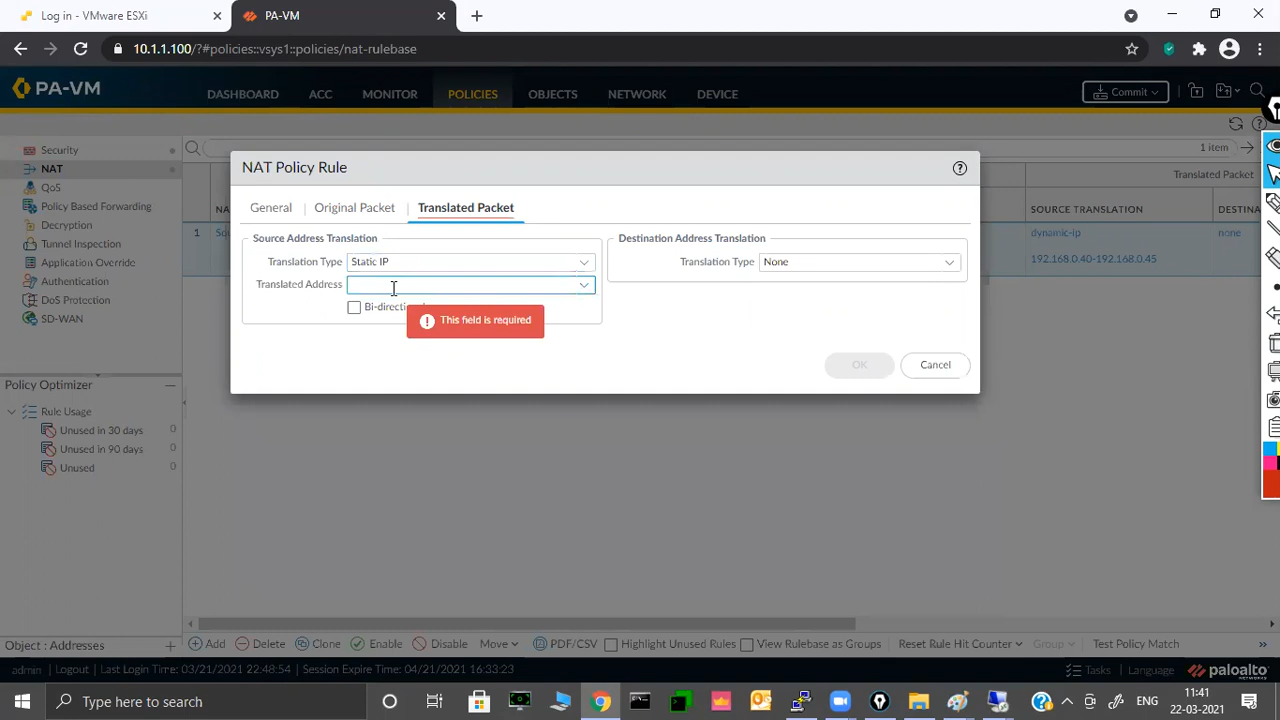 Log in - VMware ESXi
PA-VM
10.1.1.100/?#policies::vsys1::policies/nat-rulebase
PA-VM
DASHBOARD
ACC
MONITOR
POLICIES
OBJECTS
NETWORK
DEVICE
Commit
Security
NAT
QoS
Policy Based Forwarding
Decryption
Tunnel Inspection
Application Override
Authentication
DoS Protection
SD-WAN
1 item
Translated Packet
NA
SOURCE TRANSLATION
DESTINA
1
So
dynamic-ip
none
192.168.0.40-192.168.0.45
NAT Policy Rule
General
Original Packet
Translated Packet
Source Address Translation
Translation Type
Static IP
Translated Address
Bi-directi
This field is required
Destination Address Translation
Translation Type
None
OK
Cancel
Policy Optimizer
Rule Usage
Unused in 30 days
0
Unused in 90 days
0
Unused
0
Object : Addresses
Add
Delete
Clone
Enable
Disable
Move
PDF/CSV
Highlight Unused Rules
View Rulebase as Groups
Reset Rule Hit Counter
Group
Test Policy Match
admin
Logout
Last Login Time: 03/21/2021 22:48:54
Session Expire Time: 04/21/2021 16:33:23
Tasks
Language
paloalto
NETWORKS
Type here to search
ENG
11:41
22-03-2021